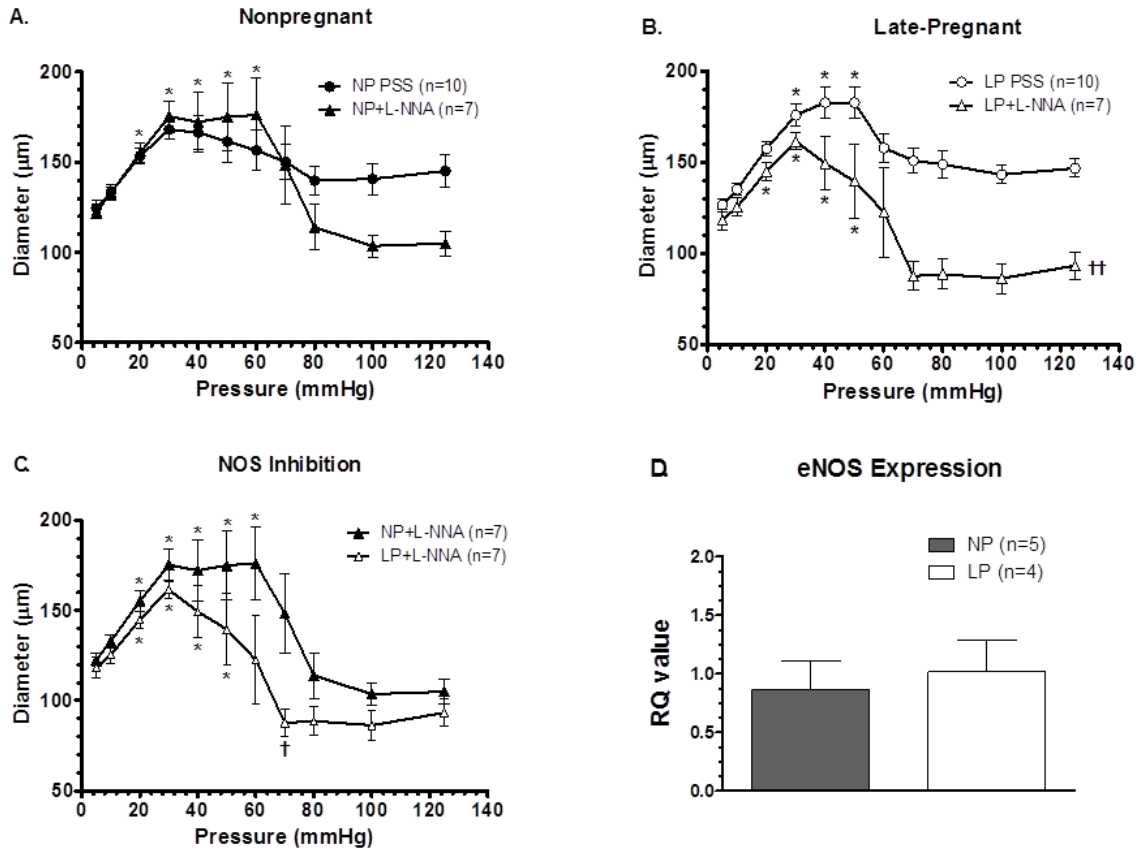 A.
Nonpregnant
200
150
100
50
Diameter (µm)
* * * * *
NP PSS (n=10)
NP+L-NNA (n=7)
0 20 40 60 80 100 120 140
Pressure (mmHg)
B.
Late-Pregnant
200
150
100
50
Diameter (µm)
* * *
* * * *
LP PSS (n=10)
LP+L-NNA (n=7)
††
0 20 40 60 80 100 120 140
Pressure (mmHg)
C.
NOS Inhibition
200
150
100
50
Diameter (µm)
* * * * *
* * * *
†
NP+L-NNA (n=7)
LP+L-NNA (n=7)
0 20 40 60 80 100 120 140
Pressure (mmHg)
D.
eNOS Expression
NP (n=5)
LP (n=4)
2.0
1.5
1.0
0.5
0.0
RQ value